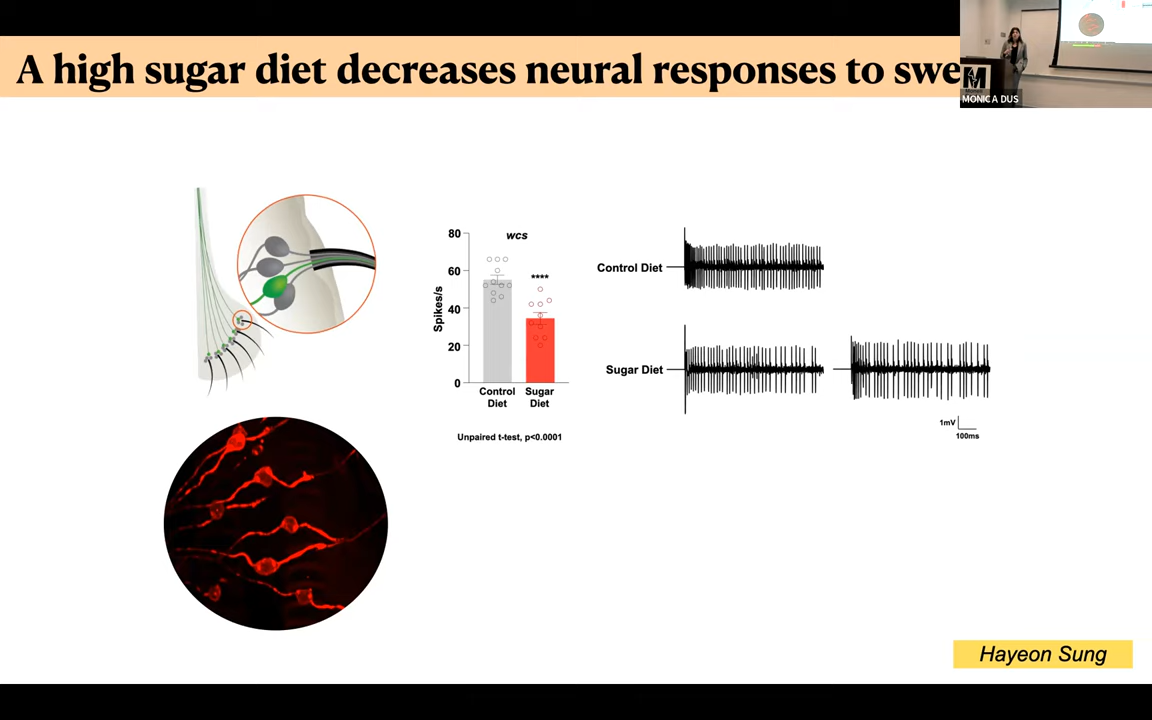 A high sugar diet decreases neural responses to swe
MONICA DUS
80
wcs
60
40
20
0
Spikes/s
****
Control Diet
Sugar Diet
Unpaired t-test, p<0.0001
Control Diet
Sugar Diet
1mV
100ms
Hayeon Sung